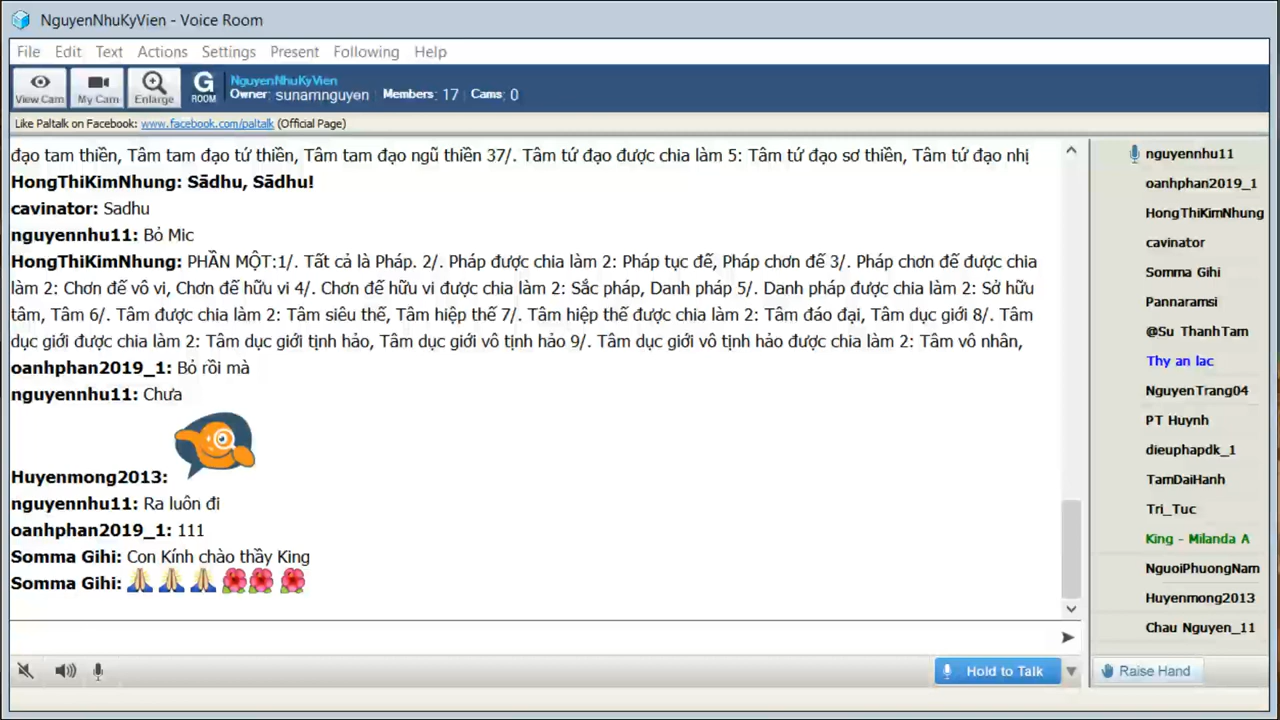 NguyenNhuKyVien - Voice Room
File Edit Text Actions Settings Present Following Help
View Cam My Cam Enlarge G ROOM
NguyenNhuKyVien
Owner: sunamnguyen Members: 17 Cams: 0
Like Paltalk on Facebook: www.facebook.com/paltalk (Official Page)
đạo tam thiền, Tâm tam đạo tứ thiền, Tâm tam đạo ngũ thiền 37/. Tâm tứ đạo được chia làm 5: Tâm tứ đạo sơ thiền, Tâm tứ đạo nhị
HongThiKimNhung: Sādhu, Sādhu!
cavinator: Sadhu
nguyennhu11: Bỏ Mic
HongThiKimNhung: PHẦN MỘT:1/. Tất cả là Pháp. 2/. Pháp được chia làm 2: Pháp tục đế, Pháp chơn đế 3/. Pháp chơn đế được chia
làm 2: Chơn đế vô vi, Chơn đế hữu vi 4/. Chơn đế hữu vi được chia làm 2: Sắc pháp, Danh pháp 5/. Danh pháp được chia làm 2: Sở hữu
tâm, Tâm 6/. Tâm được chia làm 2: Tâm siêu thế, Tâm hiệp thế 7/. Tâm hiệp thế được chia làm 2: Tâm đáo đại, Tâm dục giới 8/. Tâm
dục giới được chia làm 2: Tâm dục giới tịnh hảo, Tâm dục giới vô tịnh hảo 9/. Tâm dục giới vô tịnh hảo được chia làm 2: Tâm vô nhân,
oanhphan2019_1: Bỏ rồi mà
nguyennhu11: Chưa
Huyenmong2013:
nguyennhu11: Ra luôn đi
oanhphan2019_1: 111
Somma Gihi: Con Kính chào thầy King
Somma Gihi:
Hold to Talk
nguyennhu11
oanhphan2019_1
HongThiKimNhung
cavinator
Somma Gihi
Pannaramsi
@Su ThanhTam
Thy an lac
NguyenTrang04
PT Huynh
dieuphapdk_1
TamDaiHanh
Tri_Tuc
King - Milanda A
NguoiPhuongNam
Huyenmong2013
Chau Nguyen_11
Raise Hand